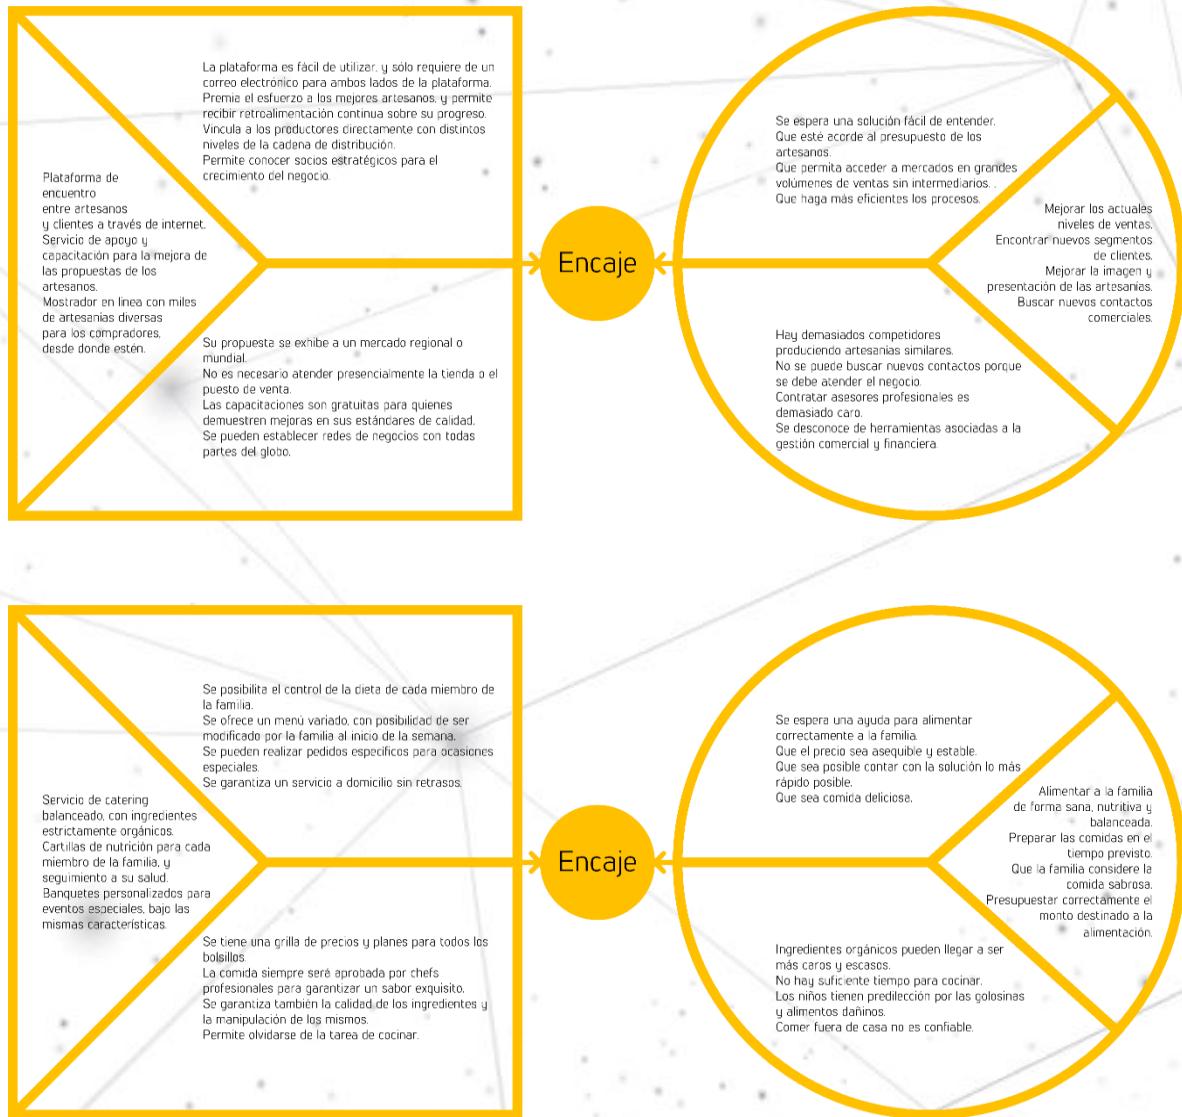 La plataforma es fácil de utilizar, y sólo requiere de un
correo electrónico para ambos lados de la plataforma.
Premia el esfuerzo a los mejores artesanos, y permite
recibir retroalimentación continua sobre su progreso.
Vincula a los productores directamente con distintos
niveles de la cadena de distribución.
Permite conocer socios estratégicos para el
crecimiento del negocio.
Plataforma de
encuentro
entre artesanos
y clientes a través de internet.
Servicio de apoyo y
capacitación para la mejora de
las propuestas de los
artesanos.
Mostrador en línea con miles
de artesanías diversas
para los compradores,
desde donde estén.
Su propuesta se exhibe a un mercado regional o
mundial.
No es necesario atender presencialmente la tienda o el
puesto de venta.
Las capacitaciones son gratuitas para quienes
demuestren mejoras en sus estándares de calidad.
Se pueden establecer redes de negocios con todas
partes del globo.
Encaje
Se espera una solución fácil de entender.
Que esté acorde al presupuesto de los
artesanos.
Que permita acceder a mercados en grandes
volúmenes de ventas sin intermediarios. .
Que haga más eficientes los procesos.
Mejorar los actuales
niveles de ventas.
Encontrar nuevos segmentos
de clientes.
Mejorar la imagen y
presentación de las artesanías.
Buscar nuevos contactos
comerciales.
Hay demasiados competidores
produciendo artesanías similares.
No se puede buscar nuevos contactos porque
se debe atender el negocio.
Contratar asesores profesionales es
demasiado caro.
Se desconoce de herramientas asociadas a la
gestión comercial y financiera.
Se posibilita el control de la dieta de cada miembro de
la familia.
Se ofrece un menú variado, con posibilidad de ser
modificado por la familia al inicio de la semana.
Se pueden realizar pedidos específicos para ocasiones
especiales.
Se garantiza un servicio a domicilio sin retrasos.
Servicio de catering
balanceado, con ingredientes
estrictamente orgánicos.
Cartillas de nutrición para cada
miembro de la familia, y
seguimiento a su salud.
Banquetes personalizados para
eventos especiales, bajo las
mismas características.
Se tiene una grilla de precios y planes para todos los
bolsillos.
La comida siempre será aprobada por chefs
profesionales para garantizar un sabor exquisito.
Se garantiza también la calidad de los ingredientes y
la manipulación de los mismos.
Permite olvidarse de la tarea de cocinar.
Encaje
Se espera una ayuda para alimentar
correctamente a la familia.
Que el precio sea asequible y estable.
Que sea posible contar con la solución lo más
rápido posible.
Que sea comida deliciosa.
Alimentar a la familia
de forma sana, nutritiva y
balanceada.
Preparar las comidas en el
tiempo previsto.
Que la familia considere la
comida sabrosa.
Presupuestar correctamente el
monto destinado a la
alimentación.
Ingredientes orgánicos pueden llegar a ser
más caros y escasos.
No hay suficiente tiempo para cocinar.
Los niños tienen predilección por las golosinas
y alimentos dañinos.
Comer fuera de casa no es confiable.